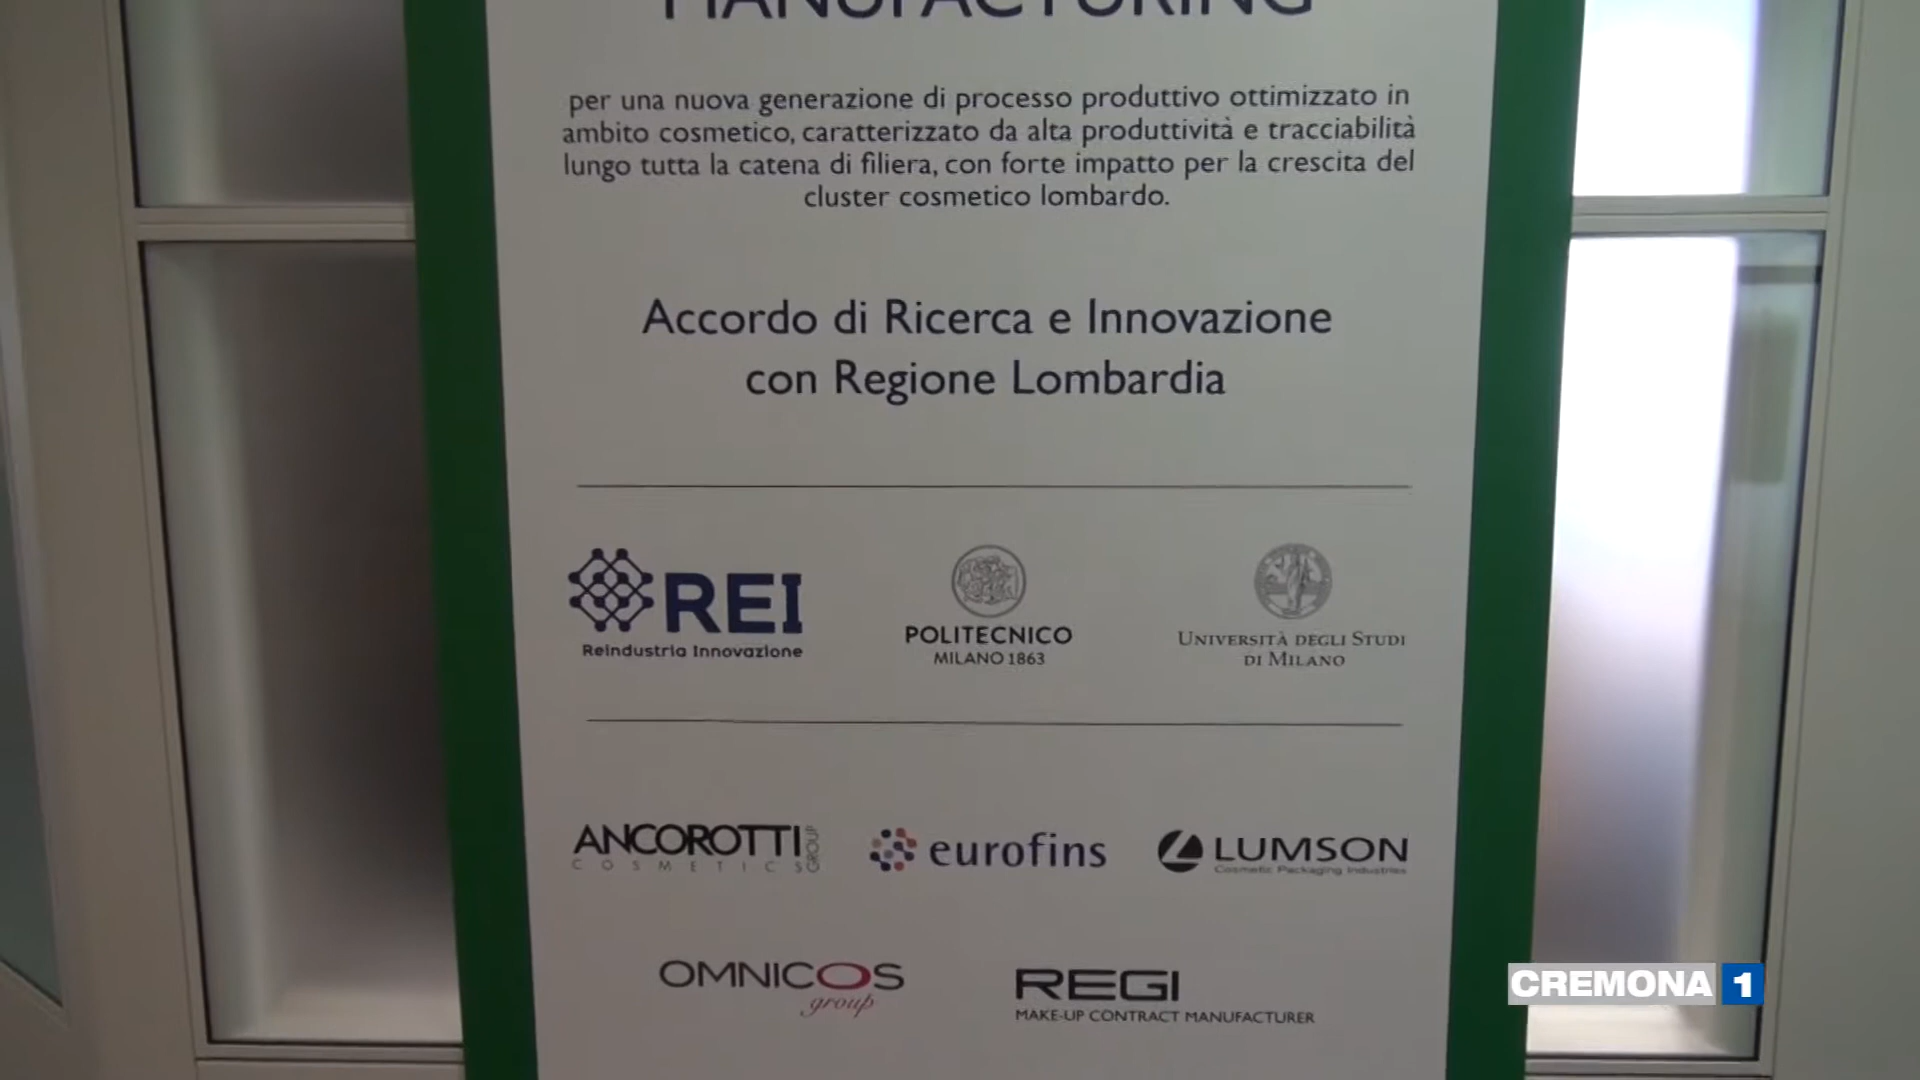 MANUFACTURING
per una nuova generazione di processo produttivo ottimizzato in
ambito cosmetico, caratterizzato da alta produttività e tracciabilità
lungo tutta la catena di filiera, con forte impatto per la crescita del
cluster cosmetico lombardo.
Accordo di Ricerca e Innovazione
con Regione Lombardia
REI
Reindustria Innovazione
POLITECNICO
MILANO 1863
UNIVERSITÀ DEGLI STUDI
DI MILANO
ANCOROTTI
COSMETICS
GROUP
eurofins
LUMSON
Cosmetic Packaging Industries
OMNICOS
group
REGI
MAKE-UP CONTRACT MANUFACTURER
CREMONA 1